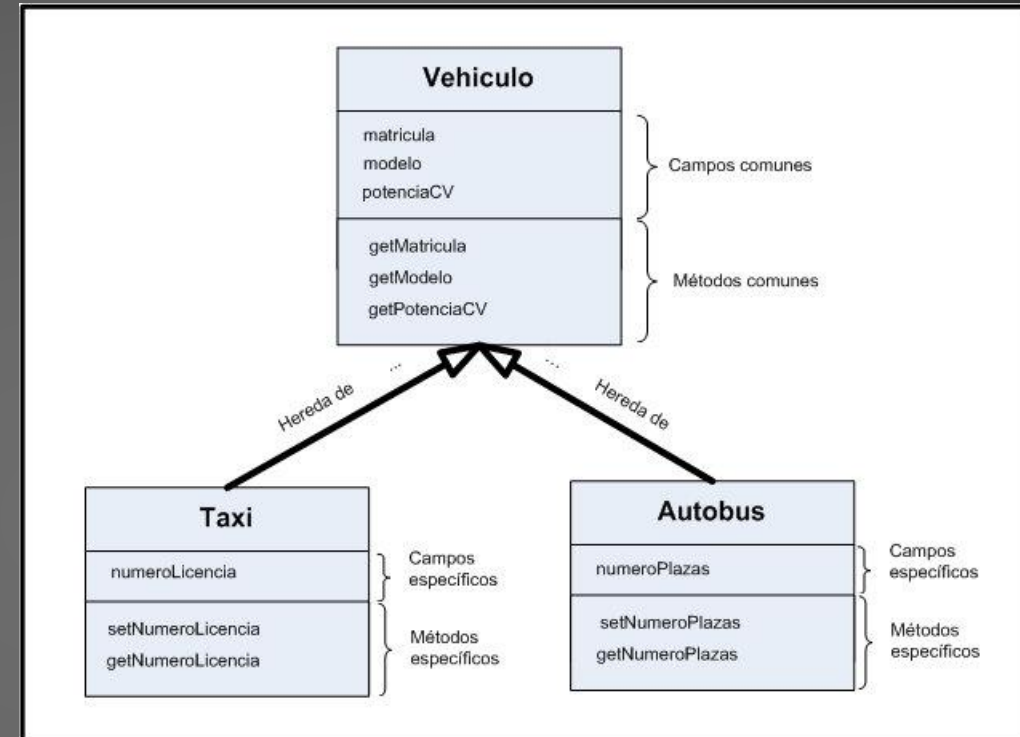 Vehiculo
matricula
modelo
potenciaCV
Campos comunes
getMatricula
getModelo
getPotenciaCV
Métodos comunes
...
...
Hereda de
Hereda de
Taxi
numeroLicencia
Campos
específicos
setNumeroLicencia
getNumeroLicencia
Métodos
específicos
Autobus
numeroPlazas
Campos
específicos
setNumeroPlazas
getNumeroPlazas
Métodos
específicos